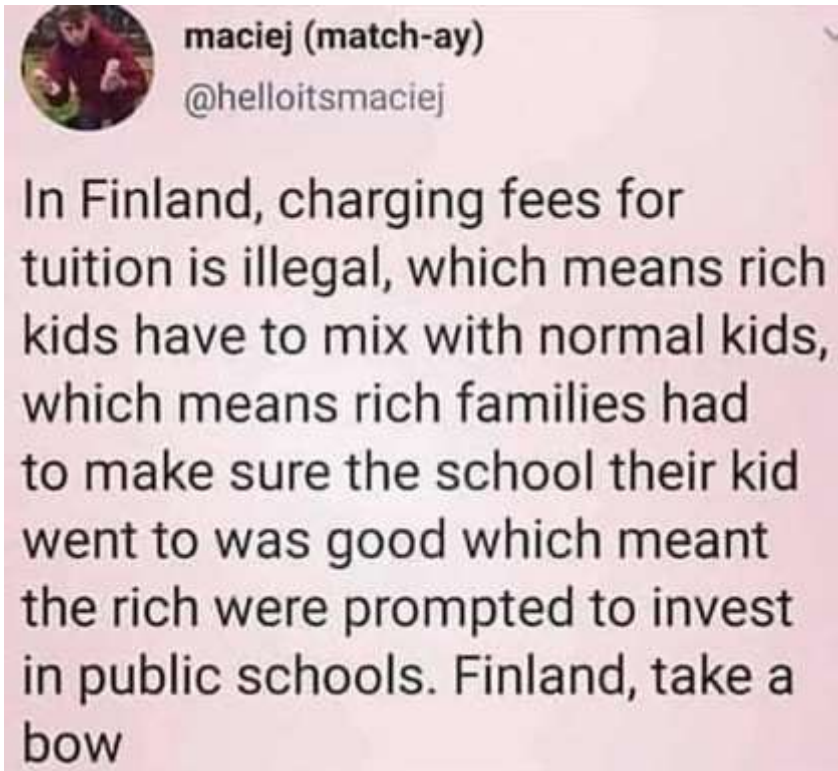 maciej (match-ay)
@helloitsmaciej
In Finland, charging fees for
tuition is illegal, which means rich
kids have to mix with normal kids,
which means rich families had
to make sure the school their kid
went to was good which meant
the rich were prompted to invest
in public schools. Finland, take a
bow